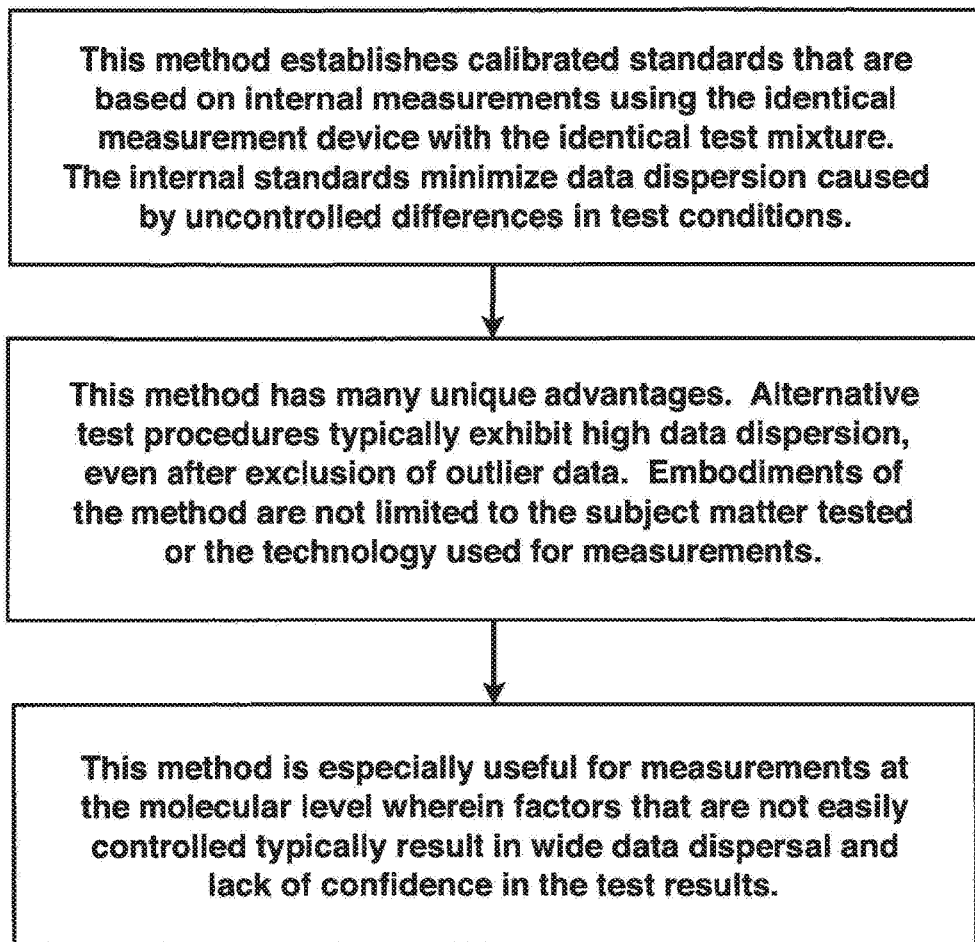 This method establishes calibrated standards that are
based on internal measurements using the identical
measurement device with the identical test mixture.
The internal standards minimize data dispersion caused
by uncontrolled differences in test conditions.
This method has many unique advantages.  Alternative
test procedures typically exhibit high data dispersion,
even after exclusion of outlier data.  Embodiments of
the method are not limited to the subject matter tested
or the technology used for measurements.
This method is especially useful for measurements at
the molecular level wherein factors that are not easily
controlled typically result in wide data dispersal and
lack of confidence in the test results.